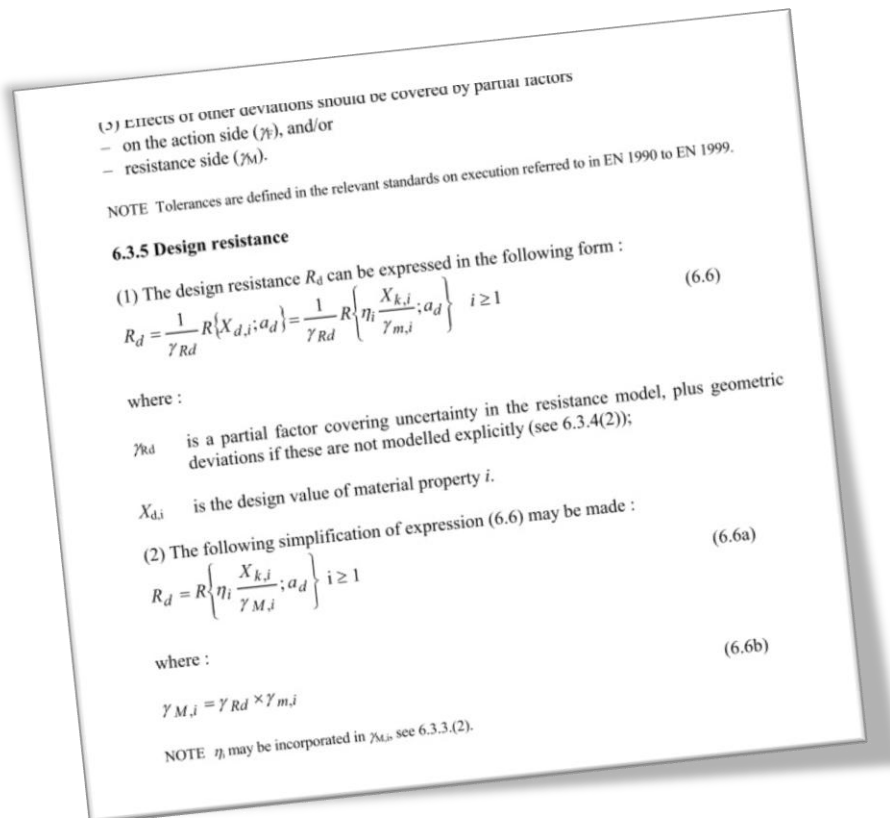 (3) Effects of other deviations should be covered by partial factors
– on the action side (γF), and/or
– resistance side (γM).
NOTE Tolerances are defined in the relevant standards on execution referred to in EN 1990 to EN 1999.
6.3.5 Design resistance
(1) The design resistance Rd can be expressed in the following form :
Rd = 1/γRd R{Xd,i; ad} = 1/γRd R{ηi Xk,i/γm,i; ad} i ≥ 1 (6.6)
where :
γRd is a partial factor covering uncertainty in the resistance model, plus geometric
deviations if these are not modelled explicitly (see 6.3.4(2));
Xd,i is the design value of material property i.
(2) The following simplification of expression (6.6) may be made :
Rd = R{ηi Xk,i/γM,i; ad} i ≥ 1 (6.6a)
where :
γM,i = γRd × γm,i (6.6b)
NOTE ηi may be incorporated in γM,i, see 6.3.3.(2).